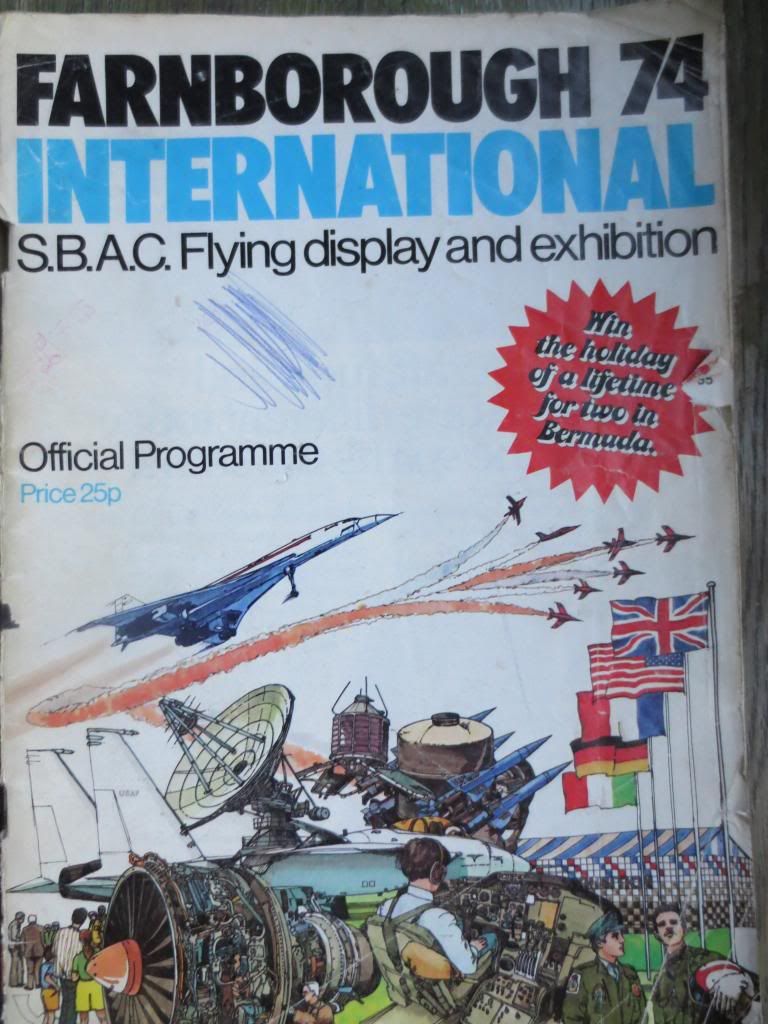 FARNBOROUGH 74
INTERNATIONAL
S.B.A.C. Flying display and exhibition
Win
the holiday
of a lifetime
for two in
Bermuda.
Official Programme
Price 25p
USAF